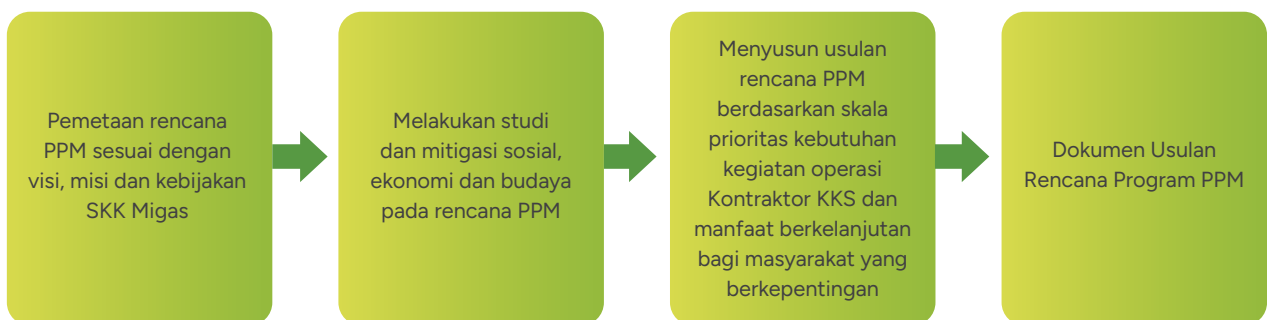 Pemetaan rencana
PPM sesuai dengan
visi, misi dan kebijakan
SKK Migas
Melakukan studi
dan mitigasi sosial,
ekonomi dan budaya
pada rencana PPM
Menyusun usulan
rencana PPM
berdasarkan skala
prioritas kebutuhan
kegiatan operasi
Kontraktor KKS dan
manfaat berkelanjutan
bagi masyarakat yang
berkepentingan
Dokumen Usulan
Rencana Program PPM